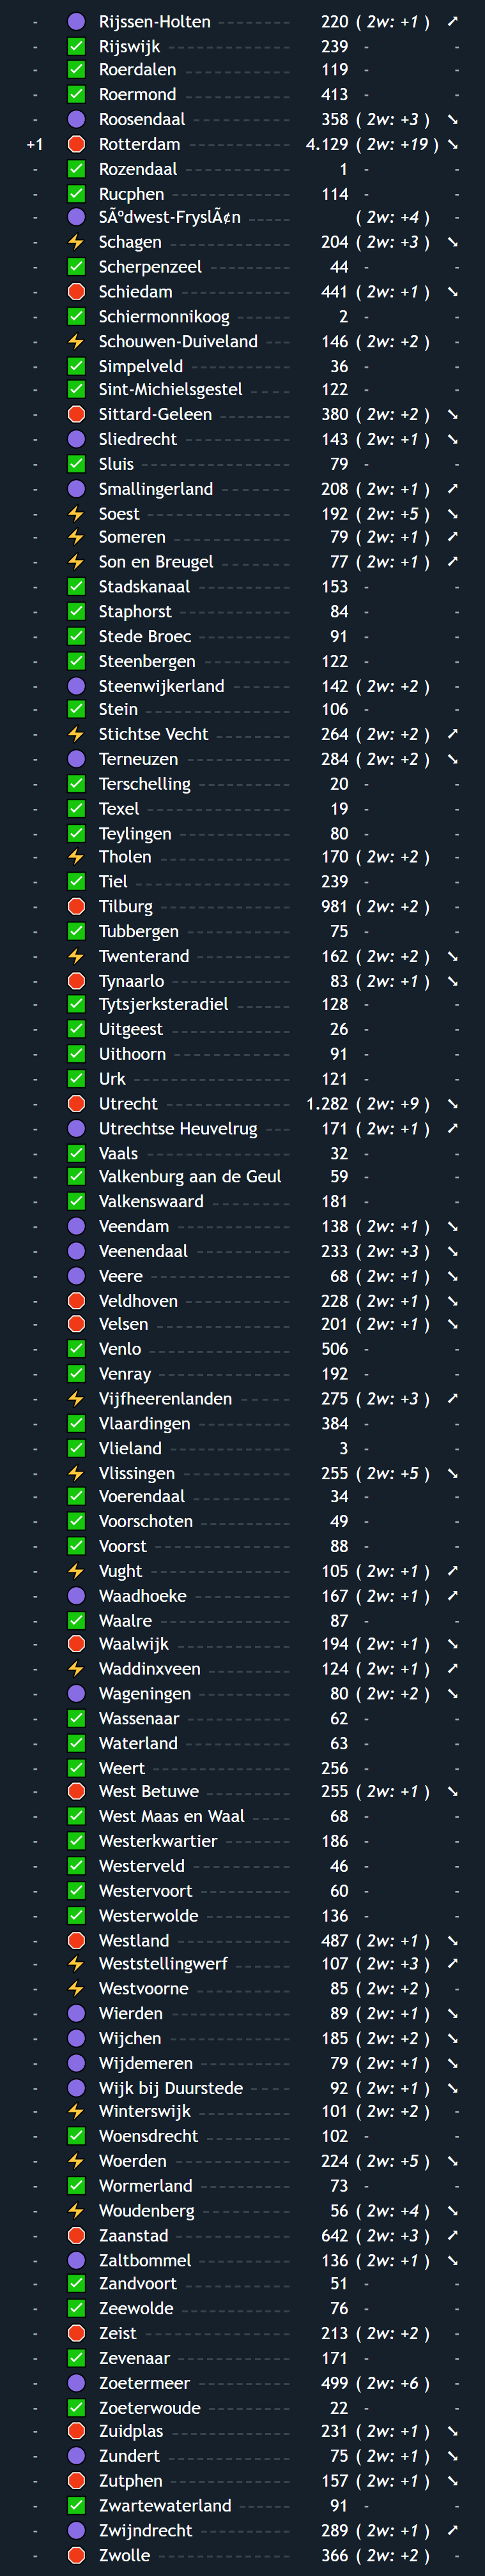 - Rijssen-Holten 220 ( 2w: +1 ) ➚
- ✅ Rijswijk 239 - -
- ✅ Roerdalen 119 - -
- ✅ Roermond 413 - -
- Roosendaal 358 ( 2w: +3 ) ➘
+1 Rotterdam 4.129 ( 2w: +19 ) ➘
- ✅ Rozendaal 1 - -
- ✅ Rucphen 114 - -
- SÃºdwest-FryslÃ¢n ( 2w: +4 ) -
- ⚡ Schagen 204 ( 2w: +3 ) ➘
- ✅ Scherpenzeel 44 - -
- Schiedam 441 ( 2w: +1 ) ➘
- ✅ Schiermonnikoog 2 - -
- ⚡ Schouwen-Duiveland 146 ( 2w: +2 ) -
- ✅ Simpelveld 36 - -
- ✅ Sint-Michielsgestel 122 - -
- Sittard-Geleen 380 ( 2w: +2 ) ➘
- Sliedrecht 143 ( 2w: +1 ) ➘
- ✅ Sluis 79 - -
- Smallingerland 208 ( 2w: +1 ) ➚
- ⚡ Soest 192 ( 2w: +5 ) ➘
- ⚡ Someren 79 ( 2w: +1 ) ➚
- ⚡ Son en Breugel 77 ( 2w: +1 ) ➚
- ✅ Stadskanaal 153 - -
- ✅ Staphorst 84 - -
- ✅ Stede Broec 91 - -
- ✅ Steenbergen 122 - -
- Steenwijkerland 142 ( 2w: +2 ) -
- ✅ Stein 106 - -
- ⚡ Stichtse Vecht 264 ( 2w: +2 ) ➚
- Terneuzen 284 ( 2w: +2 ) ➘
- ✅ Terschelling 20 - -
- ✅ Texel 19 - -
- ✅ Teylingen 80 - -
- ⚡ Tholen 170 ( 2w: +2 ) -
- ✅ Tiel 239 - -
- Tilburg 981 ( 2w: +2 ) -
- ✅ Tubbergen 75 - -
- ⚡ Twenterand 162 ( 2w: +2 ) ➘
- Tynaarlo 83 ( 2w: +1 ) ➘
- ✅ Tytsjerksteradiel 128 - -
- ✅ Uitgeest 26 - -
- ✅ Uithoorn 91 - -
- ✅ Urk 121 - -
- Utrecht 1.282 ( 2w: +9 ) ➘
- Utrechtse Heuvelrug 171 ( 2w: +1 ) ➚
- ✅ Vaals 32 - -
- ✅ Valkenburg aan de Geul 59 - -
- ✅ Valkenswaard 181 - -
- Veendam 138 ( 2w: +1 ) ➘
- Veenendaal 233 ( 2w: +3 ) ➘
- Veere 68 ( 2w: +1 ) ➘
- Veldhoven 228 ( 2w: +1 ) ➘
- Velsen 201 ( 2w: +1 ) ➘
- ✅ Venlo 506 - -
- ✅ Venray 192 - -
- ⚡ Vijfheerenlanden 275 ( 2w: +3 ) ➚
- ✅ Vlaardingen 384 - -
- ✅ Vlieland 3 - -
- ⚡ Vlissingen 255 ( 2w: +5 ) ➘
- ✅ Voerendaal 34 - -
- ✅ Voorschoten 49 - -
- ✅ Voorst 88 - -
- ⚡ Vught 105 ( 2w: +1 ) ➚
- Waadhoeke 167 ( 2w: +1 ) ➚
- ✅ Waalre 87 - -
- Waalwijk 194 ( 2w: +1 ) ➘
- ⚡ Waddinxveen 124 ( 2w: +1 ) ➚
- Wageningen 80 ( 2w: +2 ) ➘
- ✅ Wassenaar 62 - -
- ✅ Waterland 63 - -
- ✅ Weert 256 - -
- West Betuwe 255 ( 2w: +1 ) ➘
- ✅ West Maas en Waal 68 - -
- ✅ Westerkwartier 186 - -
- ✅ Westerveld 46 - -
- ✅ Westervoort 60 - -
- ✅ Westerwolde 136 - -
- Westland 487 ( 2w: +1 ) ➘
- ⚡ Weststellingwerf 107 ( 2w: +3 ) ➚
- ⚡ Westvoorne 85 ( 2w: +2 ) -
- Wierden 89 ( 2w: +1 ) ➘
- Wijchen 185 ( 2w: +2 ) ➘
- Wijdemeren 79 ( 2w: +1 ) ➘
- Wijk bij Duurstede 92 ( 2w: +1 ) ➘
- ⚡ Winterswijk 101 ( 2w: +2 ) -
- ✅ Woensdrecht 102 - -
- ⚡ Woerden 224 ( 2w: +5 ) ➘
- ✅ Wormerland 73 - -
- ⚡ Woudenberg 56 ( 2w: +4 ) ➘
- Zaanstad 642 ( 2w: +3 ) ➚
- Zaltbommel 136 ( 2w: +1 ) ➘
- ✅ Zandvoort 51 - -
- ✅ Zeewolde 76 - -
- Zeist 213 ( 2w: +2 ) -
- ✅ Zevenaar 171 - -
- Zoetermeer 499 ( 2w: +6 ) -
- ✅ Zoeterwoude 22 - -
- Zuidplas 231 ( 2w: +1 ) ➘
- Zundert 75 ( 2w: +1 ) ➘
- Zutphen 157 ( 2w: +1 ) ➘
- ✅ Zwartewaterland 91 - -
- Zwijndrecht 289 ( 2w: +1 ) ➚
- Zwolle 366 ( 2w: +2 ) -